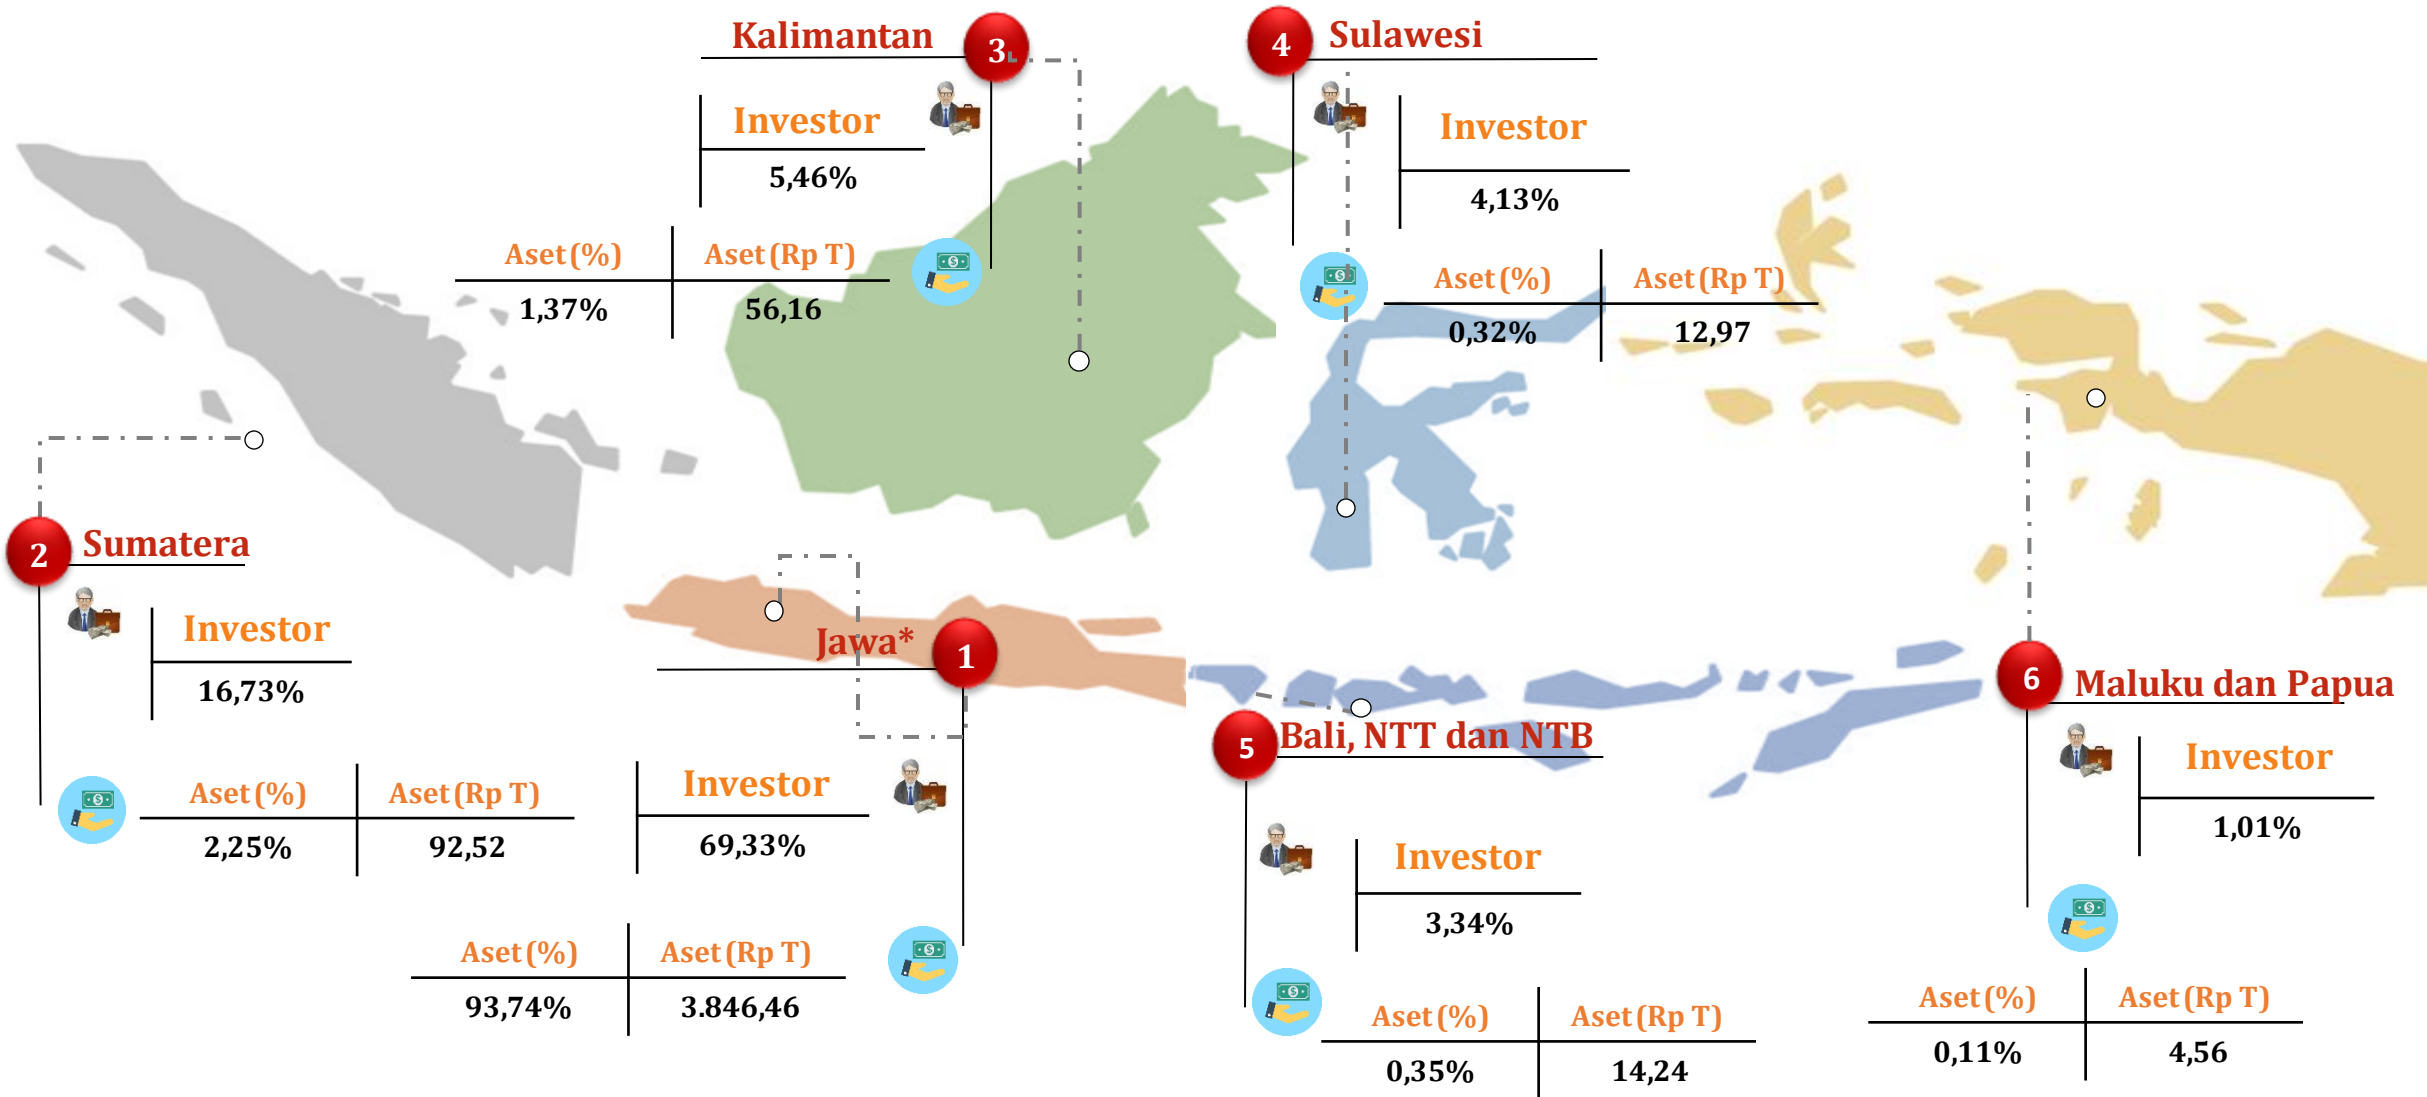 Kalimantan
3
Investor
5,46%
Aset (%) Aset (Rp T)
1,37% 56,16
4
Sulawesi
Investor
4,13%
Aset (%) Aset (Rp T)
0,32% 12,97
2
Sumatera
Investor
16,73%
Aset (%) Aset (Rp T)
2,25% 92,52
Jawa*
1
Investor
69,33%
Aset (%) Aset (Rp T)
93,74% 3.846,46
5
Bali, NTT dan NTB
Investor
3,34%
Aset (%) Aset (Rp T)
0,35% 14,24
6
Maluku dan Papua
Investor
1,01%
Aset (%) Aset (Rp T)
0,11% 4,56